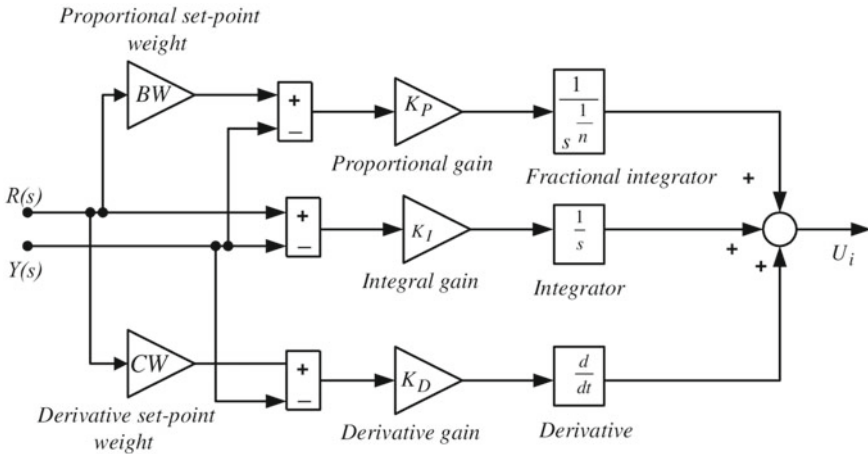 Proportional set-point
weight
BW
+
−
K_P
1
s^{1/n}
Proportional gain
Fractional integrator
+
R(s)
+
−
K_I
1
s
+
U_i
Y(s)
Integral gain
Integrator
+
CW
+
−
K_D
d
dt
Derivative set-point
weight
Derivative gain
Derivative